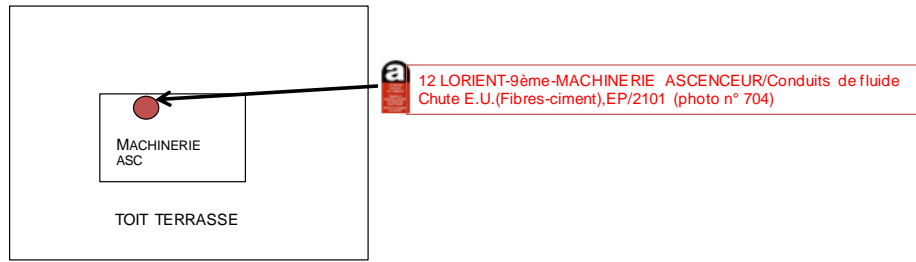 a
12 LORIENT-9ème-MACHINERIE ASCENCEUR/Conduits de fluide
Chute E.U.(Fibres-ciment),EP/2101 (photo n° 704)
MACHINERIE
ASC
TOIT TERRASSE